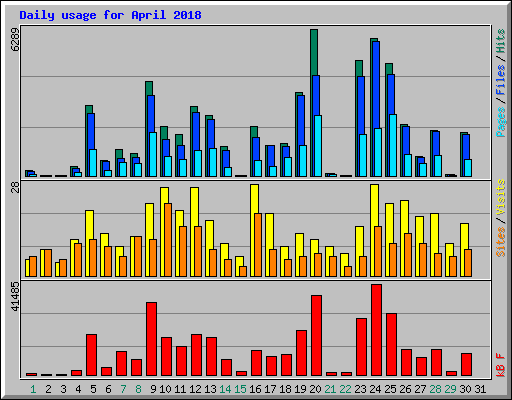 Daily usage for April 2018
6289
Pages / Files / Hits
28
Sites / Visits
41485
kB F
1 2 3 4 5 6 7 8 9 10 11 12 13 14 15 16 17 18 19 20 21 22 23 24 25 26 27 28 29 30 31